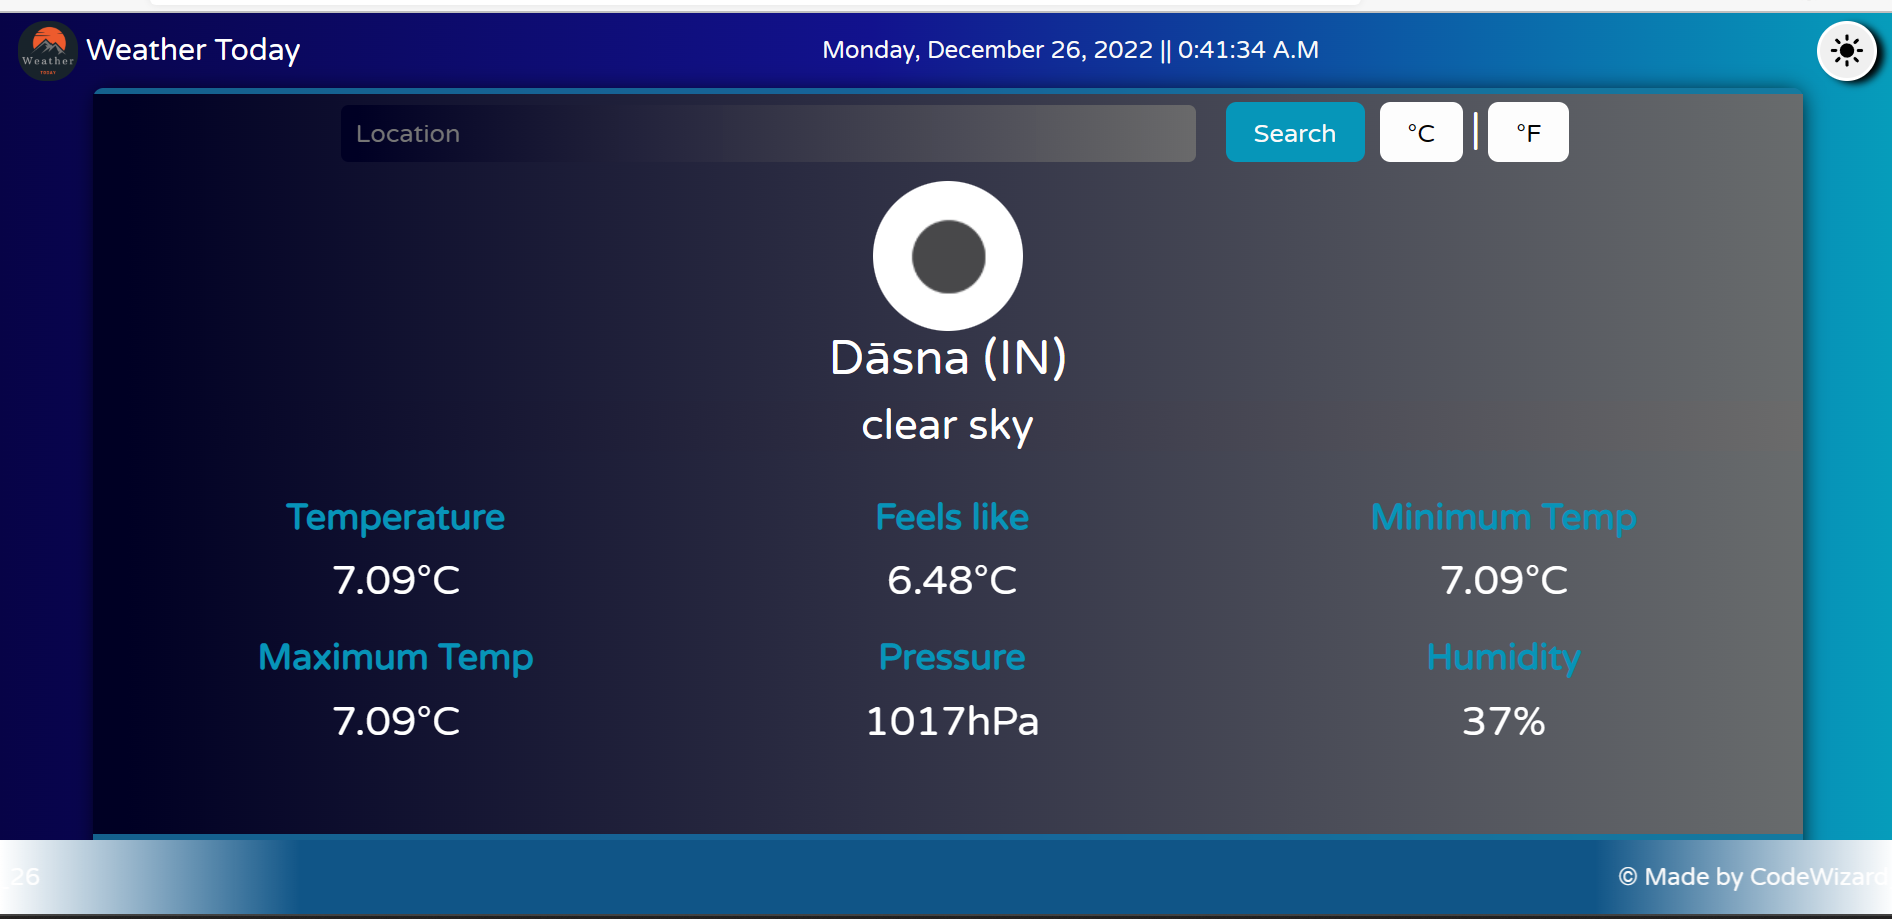 Weather
TODAY
Weather Today
Monday, December 26, 2022 || 0:41:34 A.M
Location
Search
°C
|
°F
Dāsna (IN)
clear sky
Temperature
Feels like
Minimum Temp
7.09°C
6.48°C
7.09°C
Maximum Temp
Pressure
Humidity
7.09°C
1017hPa
37%
26
© Made by CodeWizard